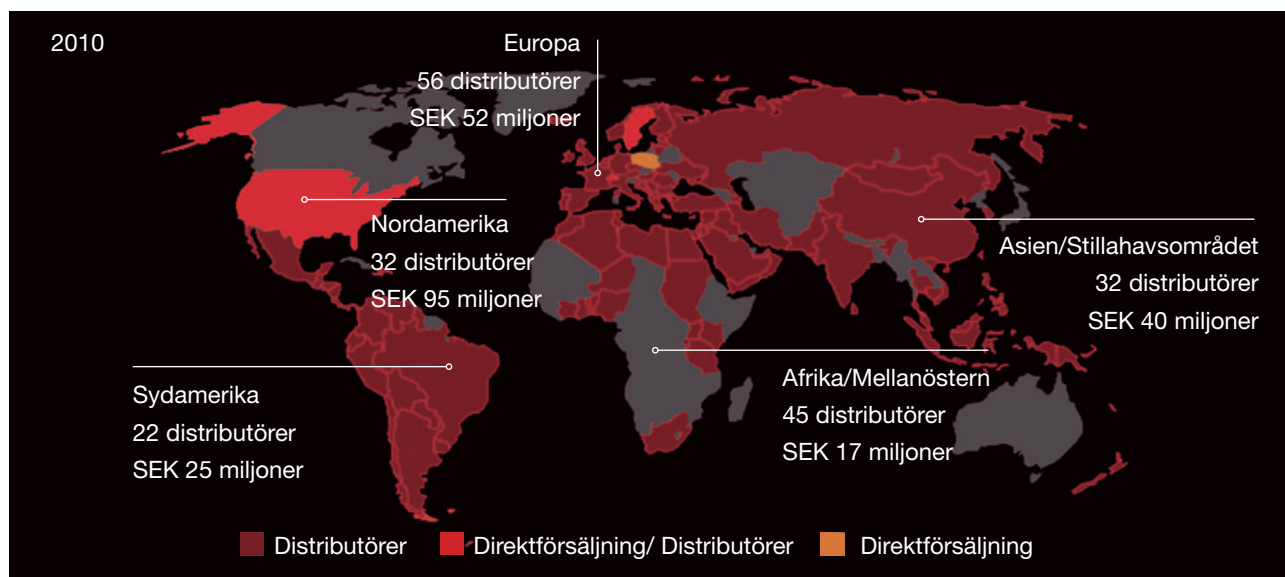 2010
Europa
56 distributörer
SEK 52 miljoner
Nordamerika
32 distributörer
SEK 95 miljoner
Asien/Stillahavsområdet
32 distributörer
SEK 40 miljoner
Sydamerika
22 distributörer
SEK 25 miljoner
Afrika/Mellanöstern
45 distributörer
SEK 17 miljoner
Distributörer
Direktförsäljning/ Distributörer
Direktförsäljning